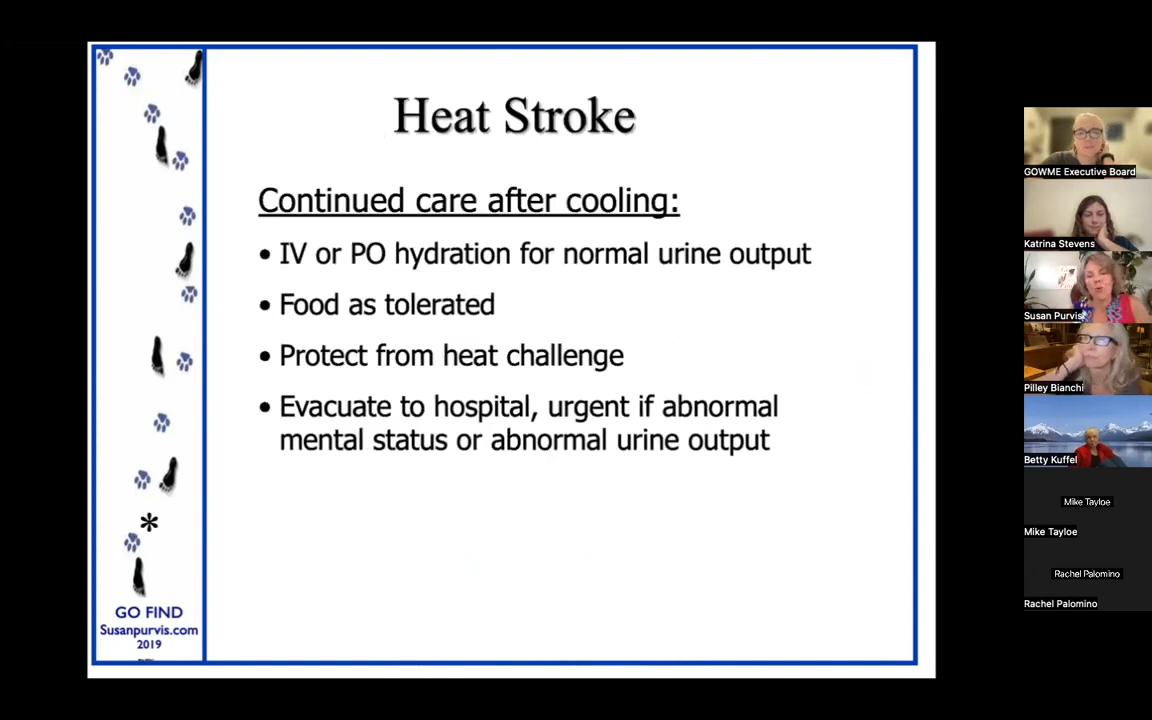 Heat Stroke
Continued care after cooling:
• IV or PO hydration for normal urine output
• Food as tolerated
• Protect from heat challenge
• Evacuate to hospital, urgent if abnormal
mental status or abnormal urine output
*
GO FIND
Susanpurvis.com
2019
GOWME Executive Board
Katrina Stevens
Susan Purvis
Pilley Bianchi
Betty Kuffel
Mike Tayloe
Mike Tayloe
Rachel Palomino
Rachel Palomino